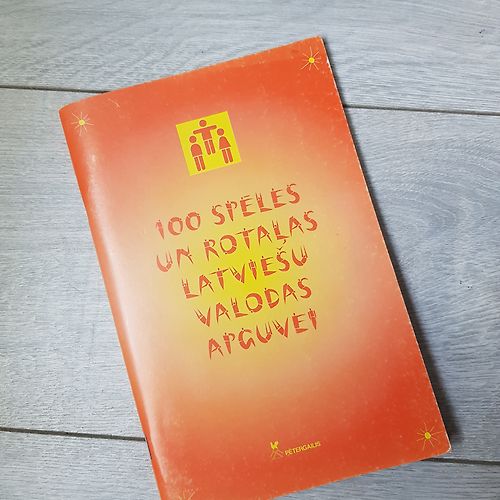 100 SPĒLES
UN ROTAĻAS
LATVIEŠU
VALODAS
APGUVEI
PĒTERGAILIS